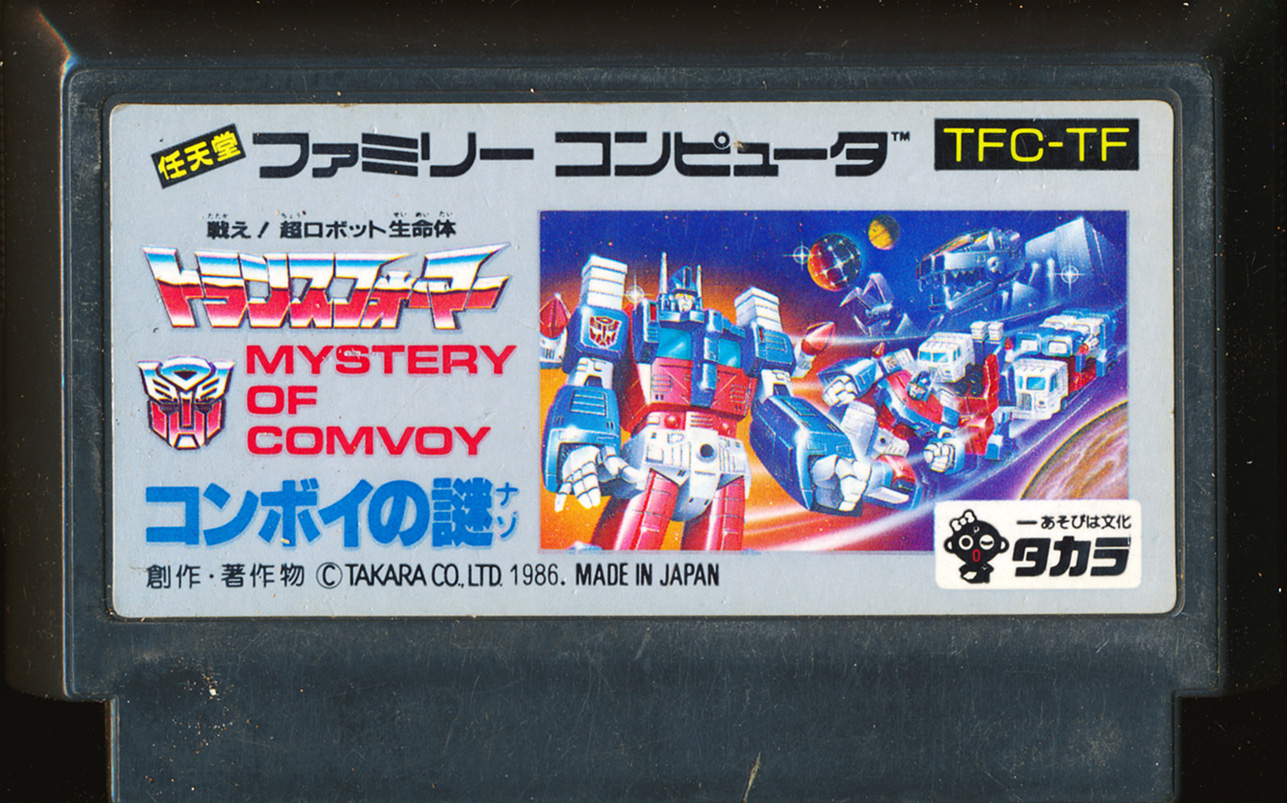 任天堂 ファミリー コンピュータ™ TFC-TF
戦え！超ロボット生命体
トランスフォーマー
MYSTERY
OF
COMVOY
コンボイの謎
ナゾ
創作・著作物 ©TAKARA CO., LTD. 1986. MADE IN JAPAN
—あそびは文化
タカラ